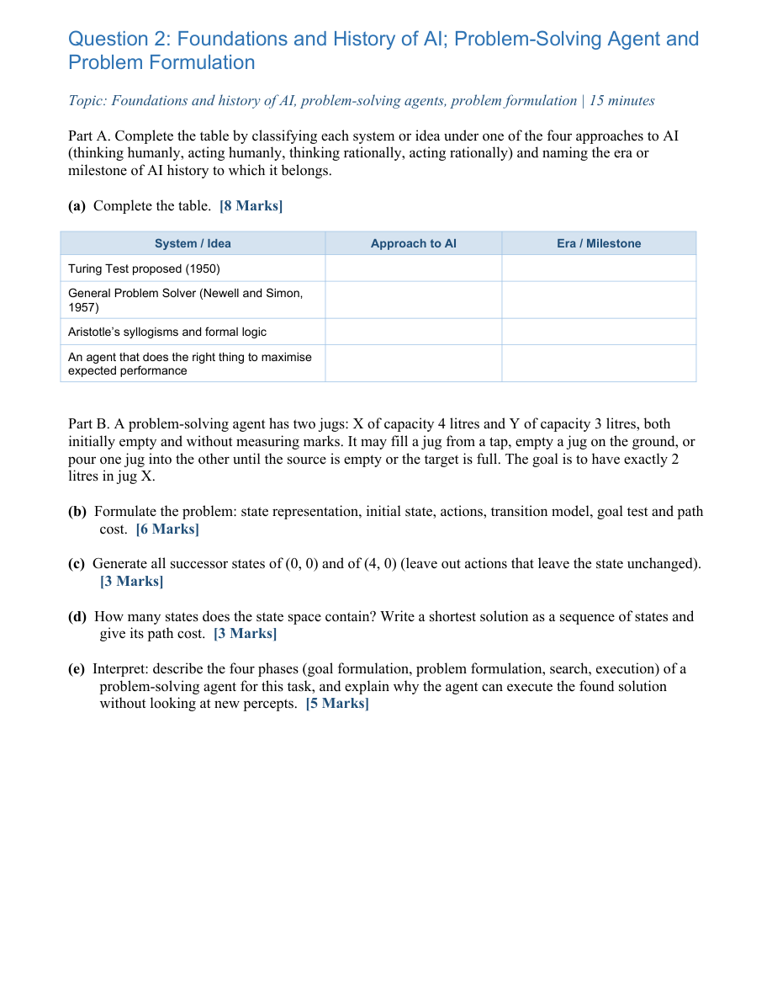 Question 2: Foundations and History of AI; Problem-Solving Agent and
Problem Formulation
Topic: Foundations and history of AI, problem-solving agents, problem formulation | 15 minutes
Part A. Complete the table by classifying each system or idea under one of the four approaches to AI
(thinking humanly, acting humanly, thinking rationally, acting rationally) and naming the era or
milestone of AI history to which it belongs.
(a) Complete the table. [8 Marks]
System / Idea Approach to AI Era / Milestone
Turing Test proposed (1950)
General Problem Solver (Newell and Simon,
1957)
Aristotle’s syllogisms and formal logic
An agent that does the right thing to maximise
expected performance
Part B. A problem-solving agent has two jugs: X of capacity 4 litres and Y of capacity 3 litres, both
initially empty and without measuring marks. It may fill a jug from a tap, empty a jug on the ground, or
pour one jug into the other until the source is empty or the target is full. The goal is to have exactly 2
litres in jug X.
(b) Formulate the problem: state representation, initial state, actions, transition model, goal test and path
cost. [6 Marks]
(c) Generate all successor states of (0, 0) and of (4, 0) (leave out actions that leave the state unchanged).
[3 Marks]
(d) How many states does the state space contain? Write a shortest solution as a sequence of states and
give its path cost. [3 Marks]
(e) Interpret: describe the four phases (goal formulation, problem formulation, search, execution) of a
problem-solving agent for this task, and explain why the agent can execute the found solution
without looking at new percepts. [5 Marks]